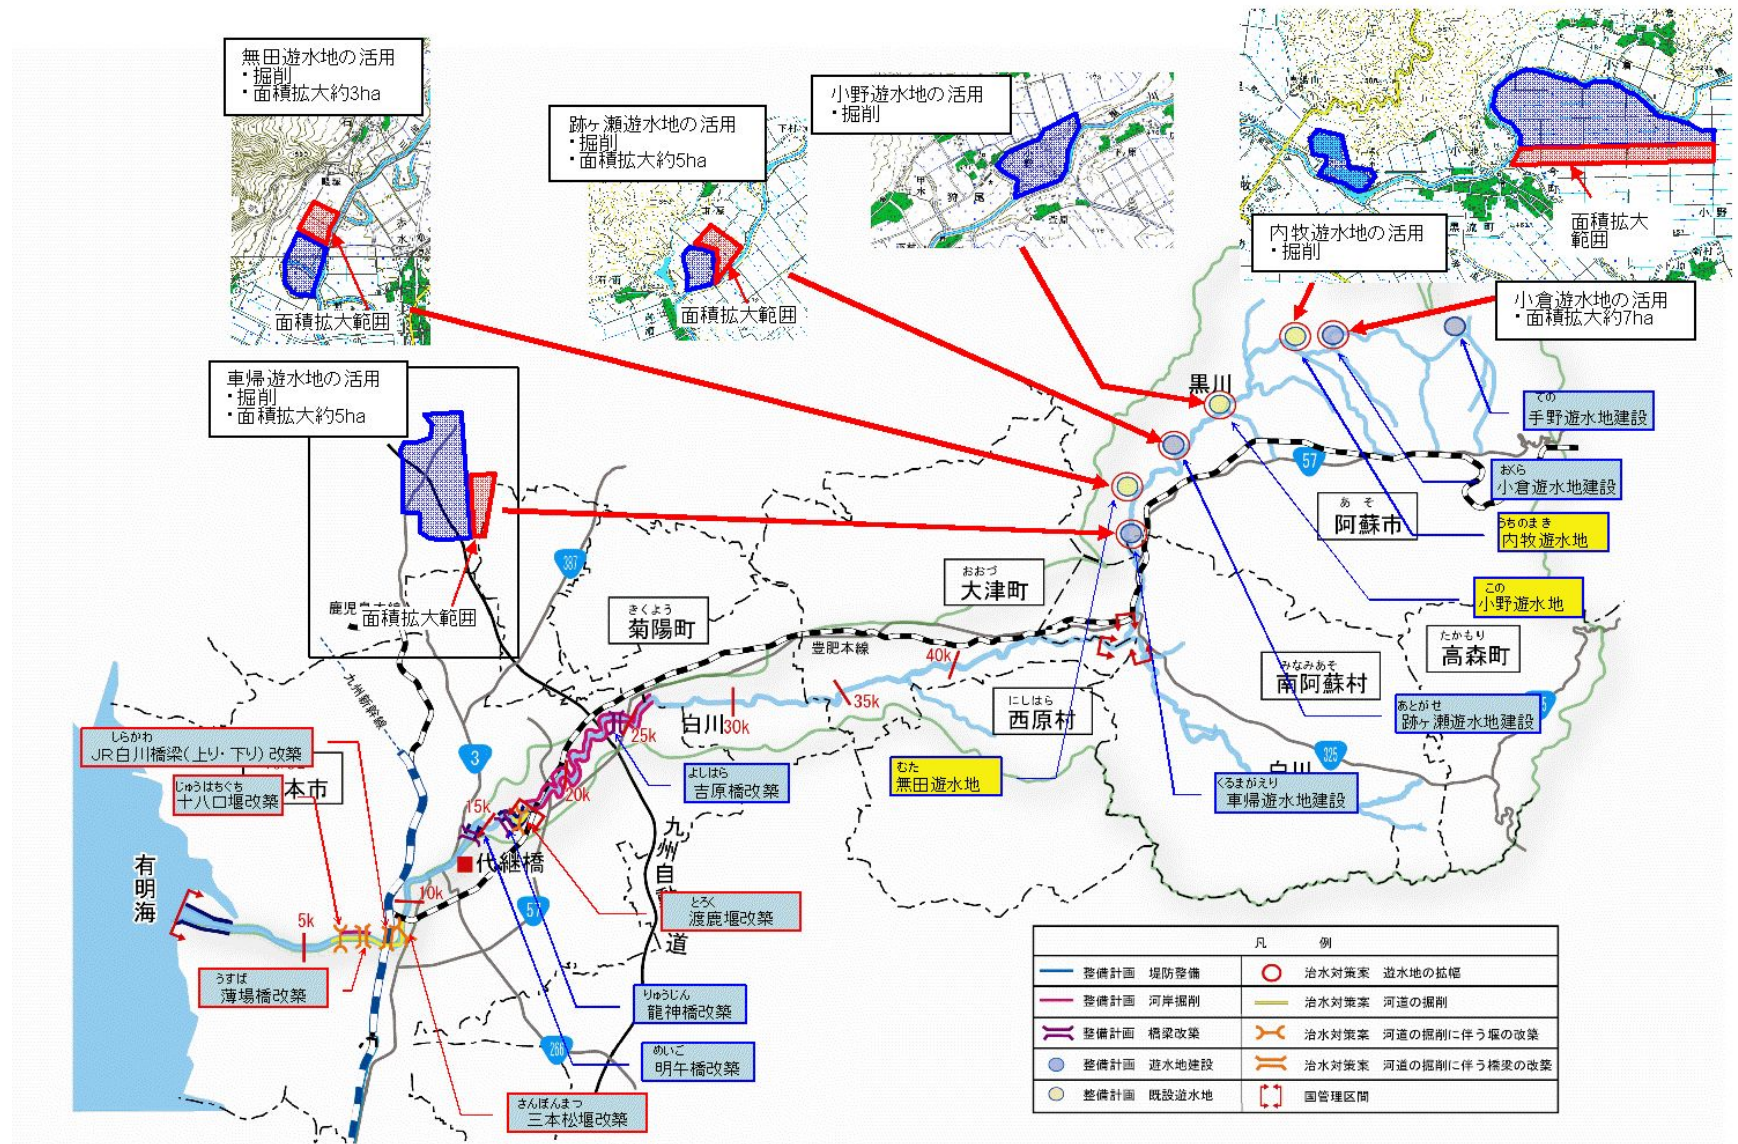 無田遊水地の活用
・掘削
・面積拡大約3ha
面積拡大範囲
跡ヶ瀬遊水地の活用
・掘削
・面積拡大約5ha
面積拡大範囲
小野遊水地の活用
・掘削
内牧遊水地の活用
・掘削
面積拡大
範囲
小倉遊水地の活用
・面積拡大約7ha
車帰遊水地の活用
・掘削
・面積拡大約5ha
面積拡大範囲
黒川
ての
手野遊水地建設
おくら
小倉遊水地建設
うちのまき
内牧遊水地
この
小野遊水地
あとがせ
跡ヶ瀬遊水地建設
くるまがえり
車帰遊水地建設
むた
無田遊水地
あそ
阿蘇市
たかもり
高森町
みなみあそ
南阿蘇村
にしはら
西原村
おおづ
大津町
きくよう
菊陽町
本市
57
387
3
325
57
266
豊肥本線
九州新幹線
九州自動
道
白川
白川
有明海
代継橋
5k
10k
15k
20k
25k
30k
35k
40k
しらかわ
JR白川橋梁(上り・下り)改築
じゅうはちぐち
十八口堰改築
うすば
薄場橋改築
さんぼんまつ
三本松堰改築
とろく
渡鹿堰改築
りゅうじん
龍神橋改築
めいご
明午橋改築
よしはら
吉原橋改築
凡 例
整備計画 堤防整備
治水対策案 遊水地の拡幅
整備計画 河岸掘削
治水対策案 河道の掘削
整備計画 橋梁改築
治水対策案 河道の掘削に伴う堰の改築
整備計画 遊水地建設
治水対策案 河道の掘削に伴う橋梁の改築
整備計画 既設遊水地
国管理区間